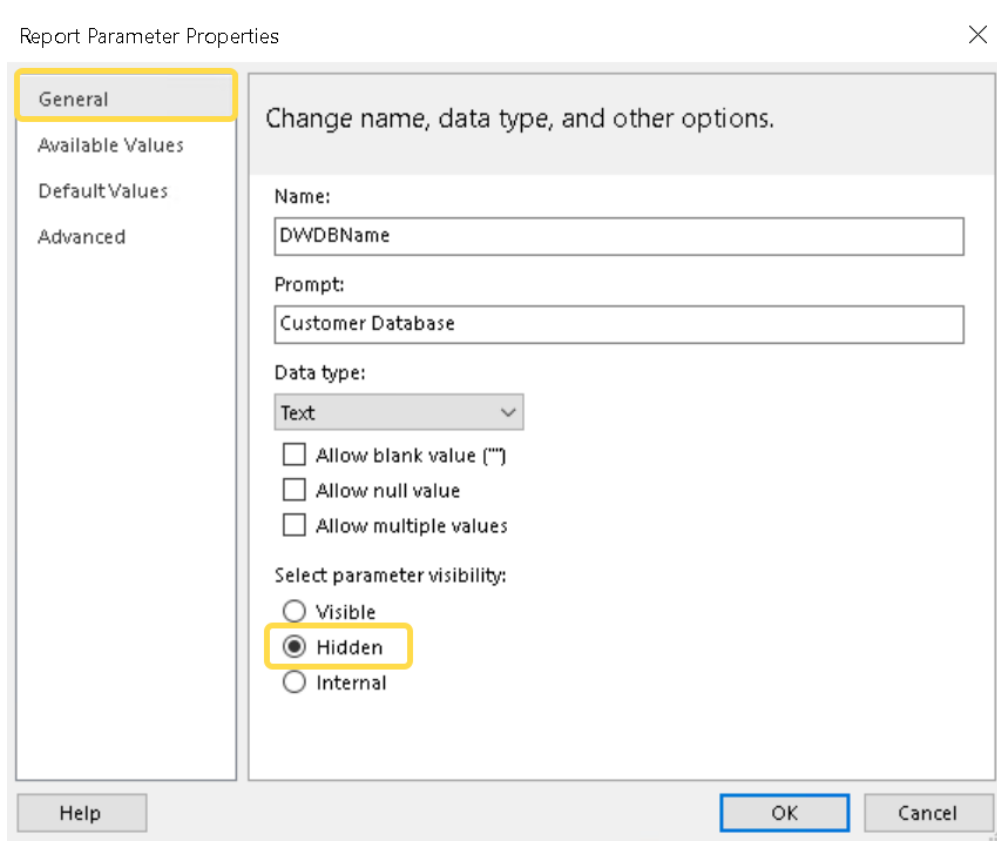 Report Parameter Properties
General
Available Values
Default Values
Advanced
Change name, data type, and other options.
Name:
DWDBName
Prompt:
Customer Database
Data type:
Text
Allow blank value ("")
Allow null value
Allow multiple values
Select parameter visibility:
Visible
Hidden
Internal
Help
OK
Cancel